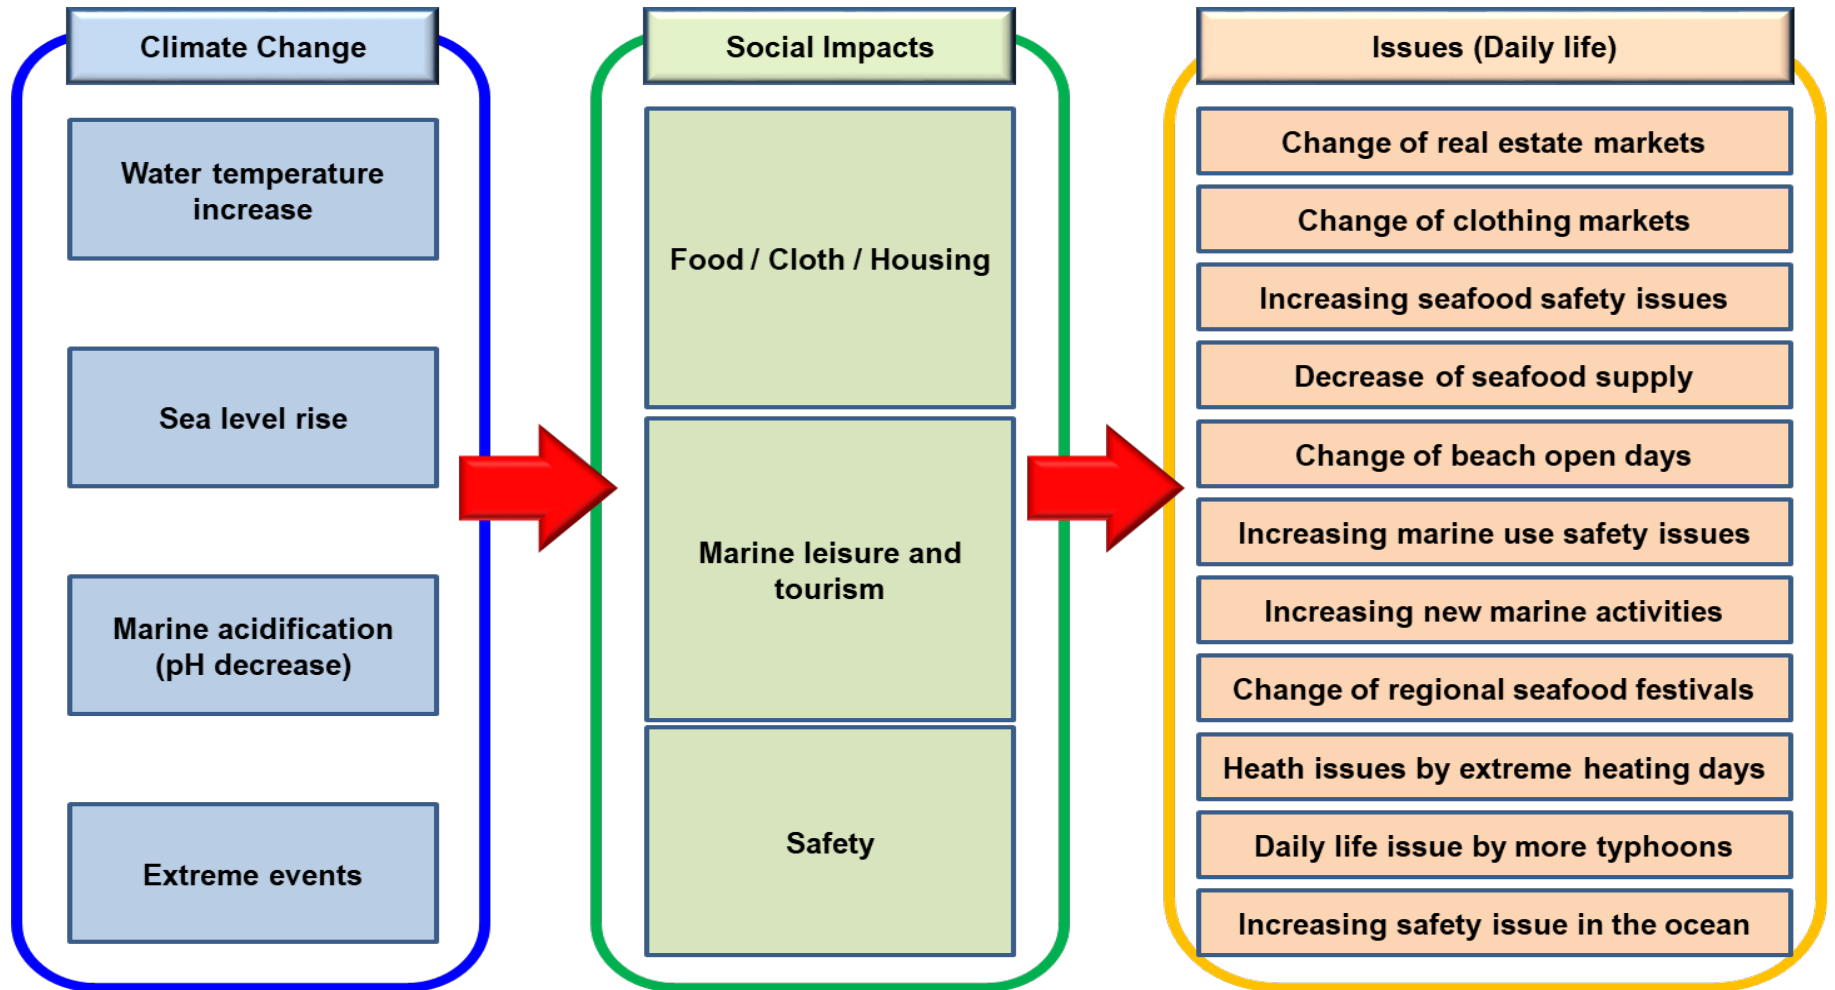 Climate Change
Water temperature
increase
Sea level rise
Marine acidification
(pH decrease)
Extreme events
Social Impacts
Food / Cloth / Housing
Marine leisure and
tourism
Safety
Issues (Daily life)
Change of real estate markets
Change of clothing markets
Increasing seafood safety issues
Decrease of seafood supply
Change of beach open days
Increasing marine use safety issues
Increasing new marine activities
Change of regional seafood festivals
Heath issues by extreme heating days
Daily life issue by more typhoons
Increasing safety issue in the ocean